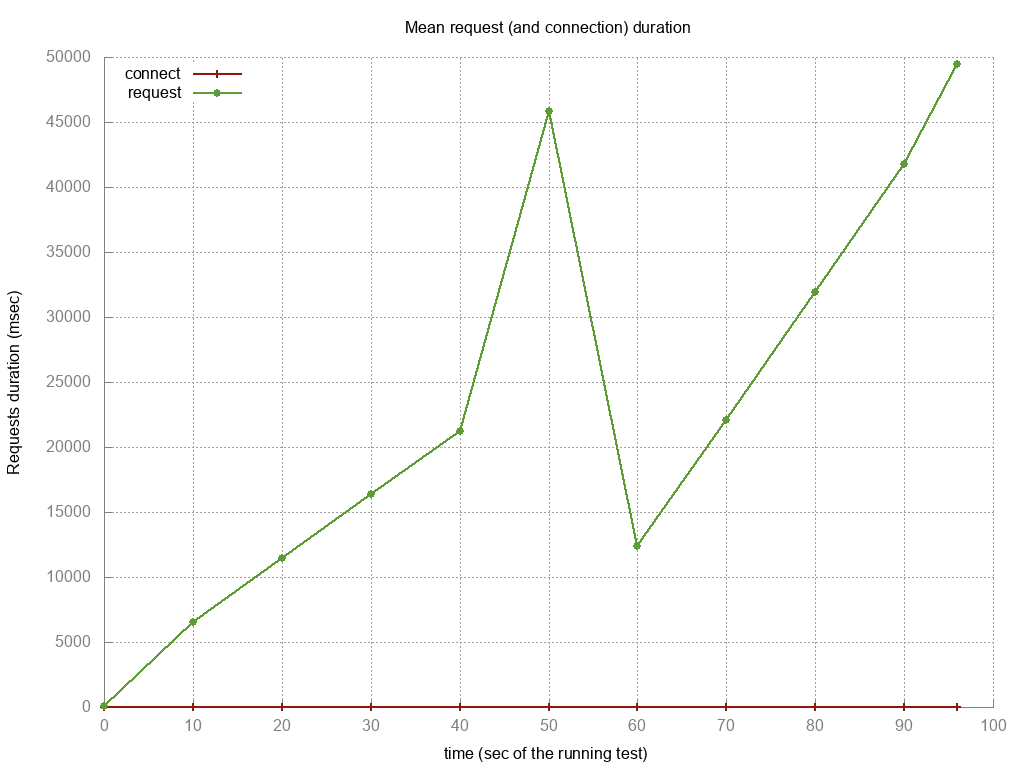 Mean request (and connection) duration
connect
request
50000
45000
40000
35000
30000
25000
20000
15000
10000
5000
0
Requests duration (msec)
0 10 20 30 40 50 60 70 80 90 100
time (sec of the running test)